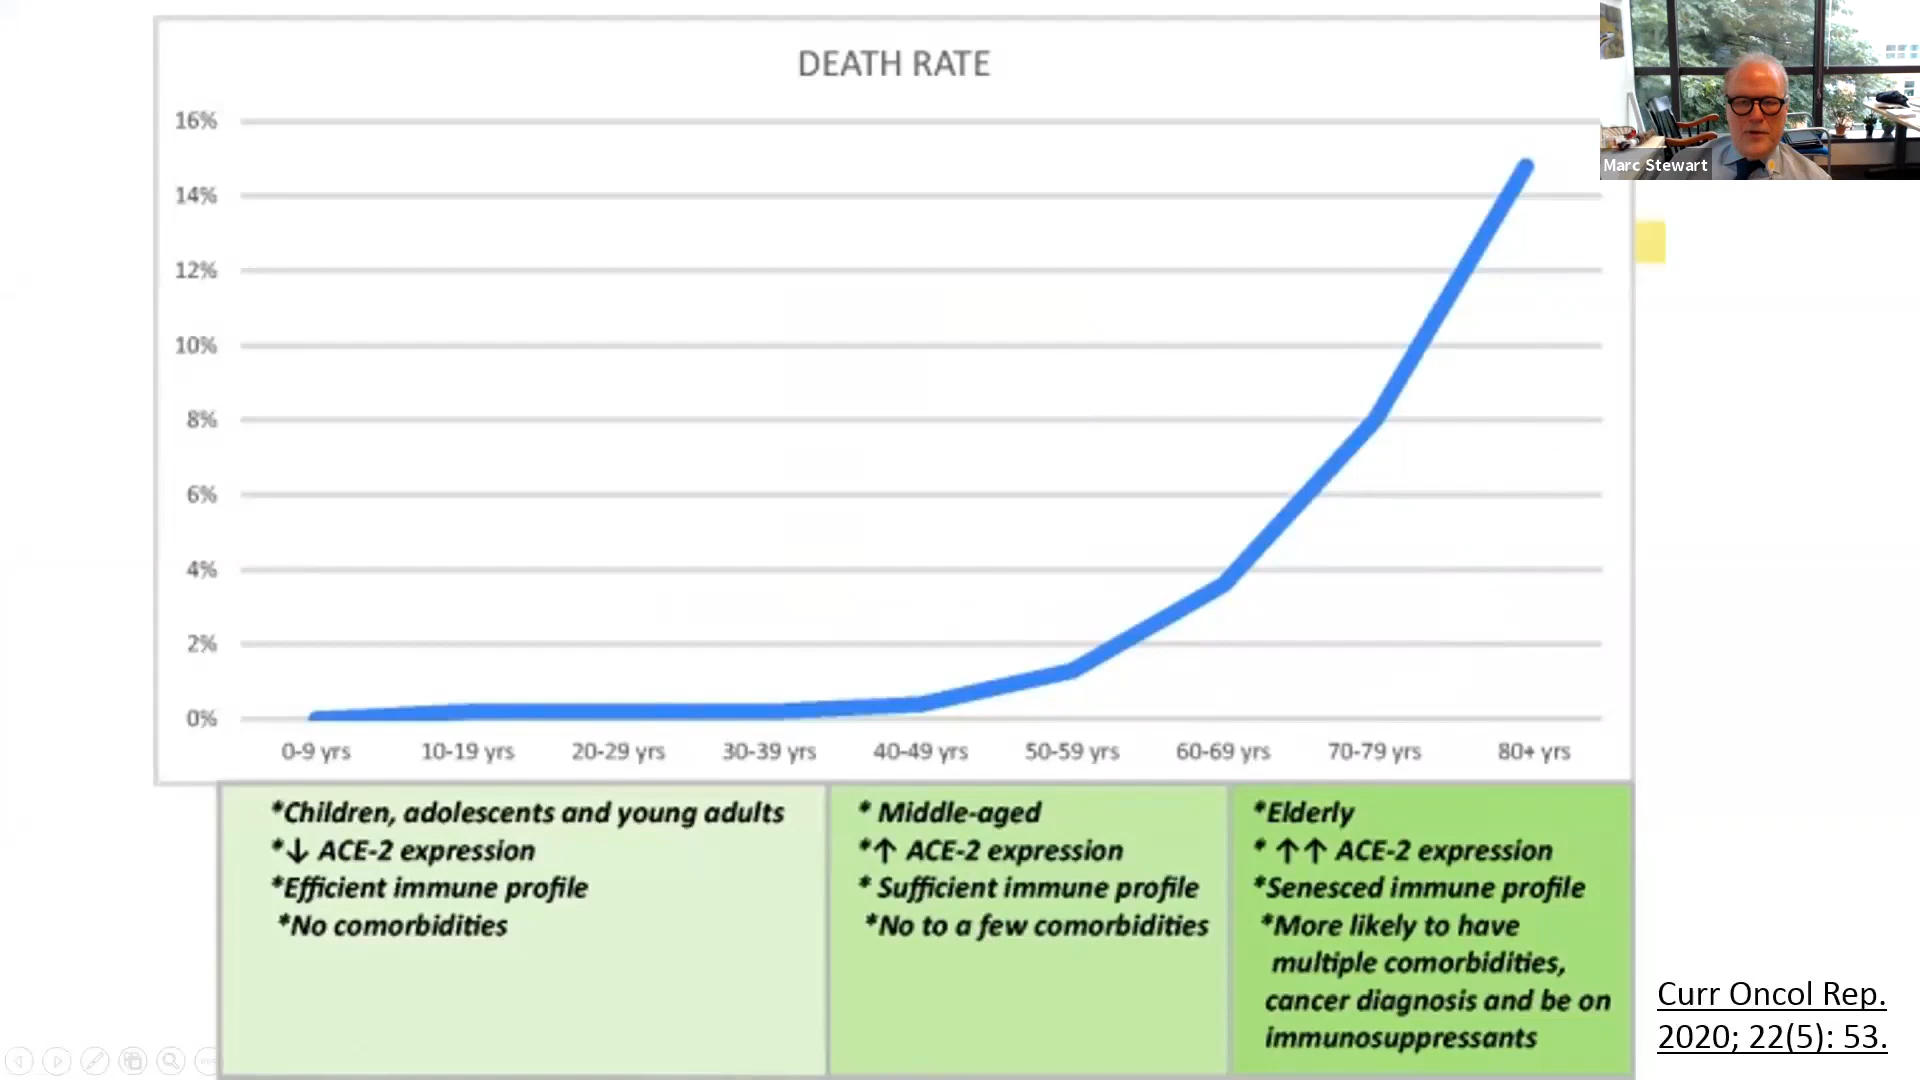 DEATH RATE
16%
14%
12%
10%
8%
6%
4%
2%
0%
0-9 yrs 10-19 yrs 20-29 yrs 30-39 yrs 40-49 yrs 50-59 yrs 60-69 yrs 70-79 yrs 80+ yrs
*Children, adolescents and young adults
*↓ ACE-2 expression
*Efficient immune profile
*No comorbidities
* Middle-aged
*↑ ACE-2 expression
* Sufficient immune profile
*No to a few comorbidities
*Elderly
* ↑↑ ACE-2 expression
*Senesced immune profile
*More likely to have
multiple comorbidities,
cancer diagnosis and be on
immunosuppressants
Marc Stewart
Curr Oncol Rep.
2020; 22(5): 53.